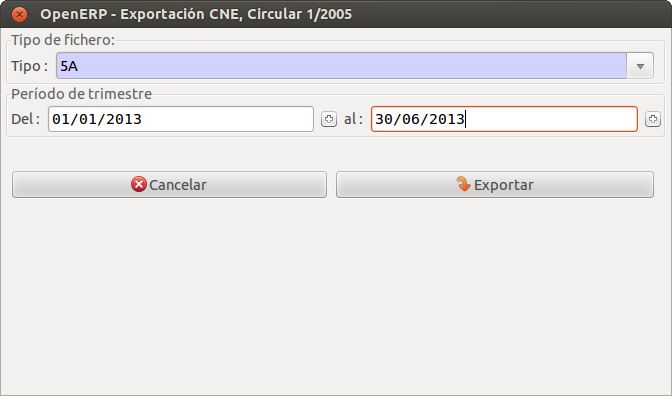 OpenERP - Exportación CNE, Circular 1/2005
Tipo de fichero:
Tipo : 5A
Período de trimestre
Del : 01/01/2013 al : 30/06/2013
Cancelar Exportar